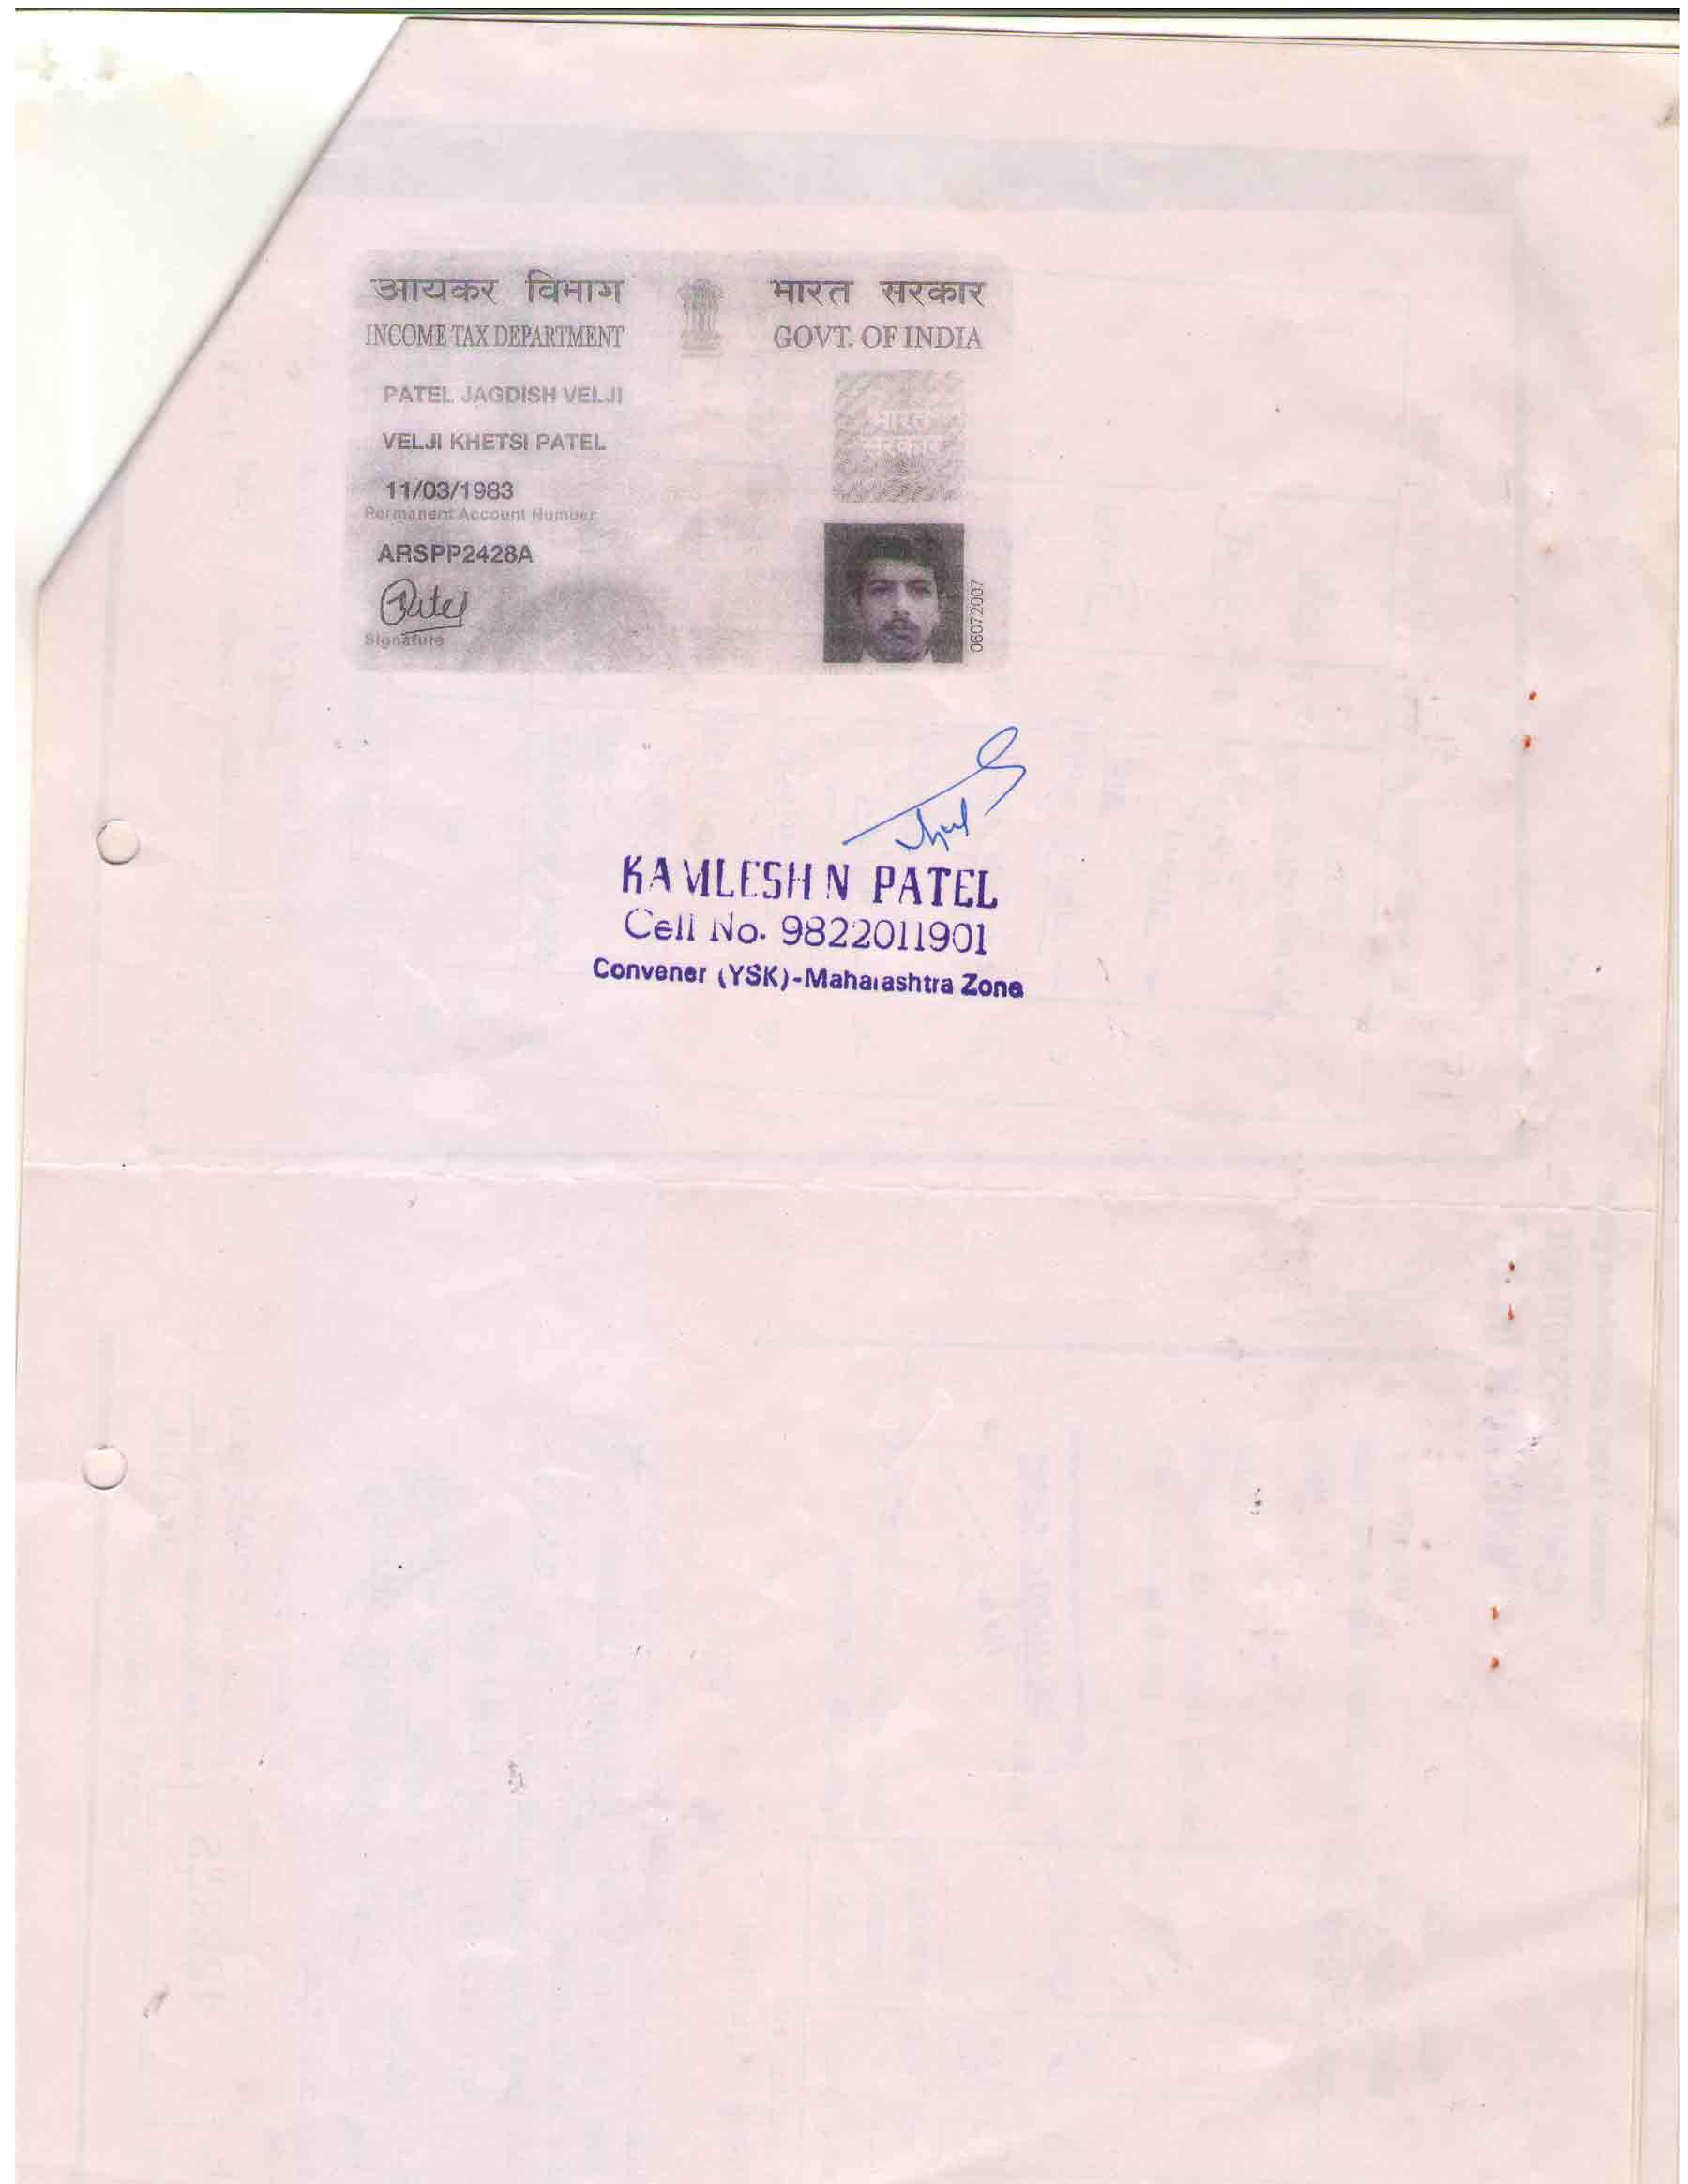 आयकर विभाग
भारत सरकार
INCOME TAX DEPARTMENT
GOVT. OF INDIA
PATEL JAGDISH VELJI
भारत
सरकार
VELJI KHETSI PATEL
11/03/1983
Permanent Account Number
ARSPP2428A
Patel
Signature
06072007
KAMLESH N PATEL
Cell No. 9822011901
Convener (YSK)-Maharashtra Zone